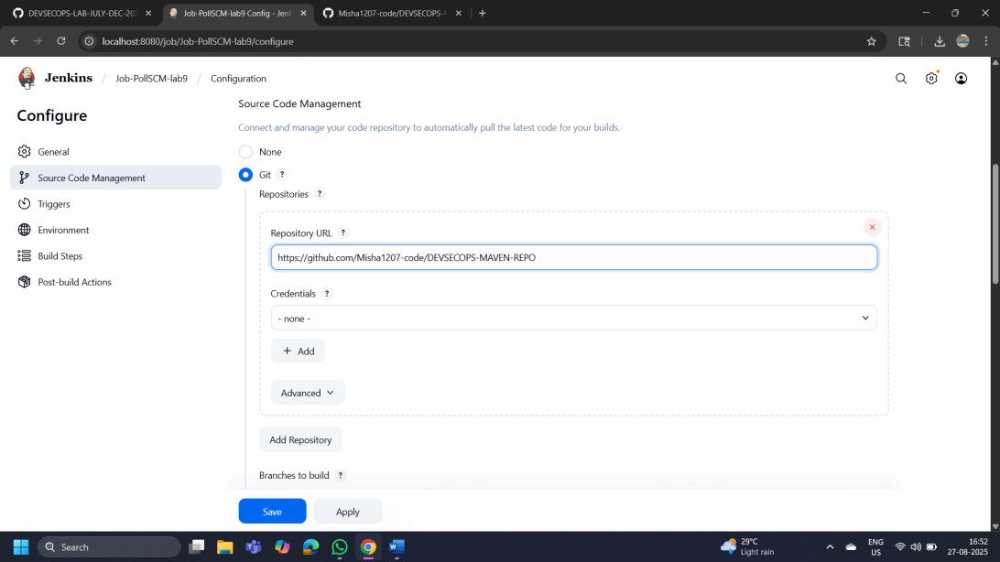 DEVSECOPS-LAB-JULY-DEC-202
Job-PollSCM-lab9 Config - Jenki
Misha1207-code/DEVSECOPS-M
localhost:8080/job/Job-PollSCM-lab9/configure
Jenkins / Job-PollSCM-lab9 / Configuration
Configure
General
Source Code Management
Triggers
Environment
Build Steps
Post-build Actions
Source Code Management
Connect and manage your code repository to automatically pull the latest code for your builds.
None
Git ?
Repositories ?
Repository URL ?
https://github.com/Misha1207-code/DEVSECOPS-MAVEN-REPO
Credentials ?
- none -
+ Add
Advanced
Add Repository
Branches to build ?
Save
Apply
Search
29°C
Light rain
ENG
US
16:52
27-08-2025